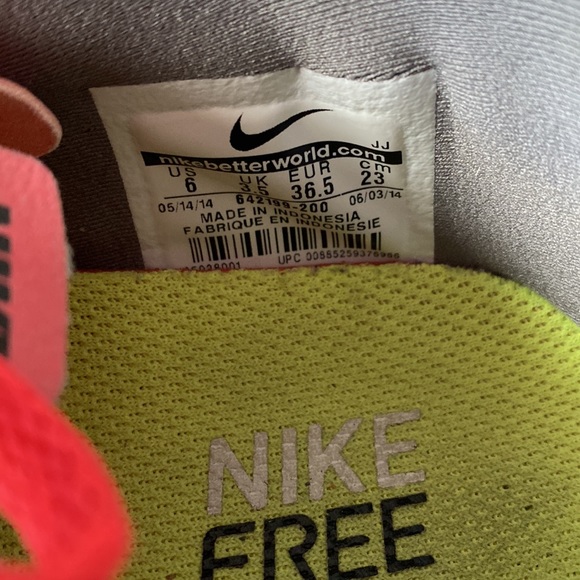 JJ
nikebetterworld.com
US UK EUR cm
6 3.5 36.5 23
05/14/14 642199-200 06/03/14
MADE IN INDONESIA
FABRIQUE EN INDONESIE
UPC
NIKE
FREE